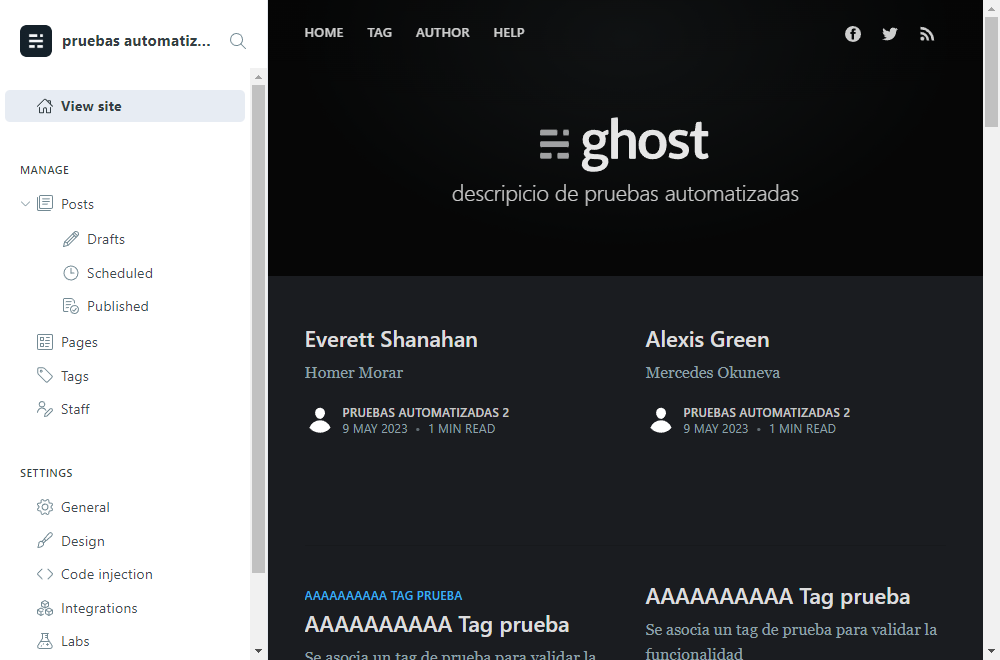 pruebas automatiz...
View site
MANAGE
Posts
Drafts
Scheduled
Published
Pages
Tags
Staff
SETTINGS
General
Design
Code injection
Integrations
Labs
HOME TAG AUTHOR HELP
ghost
descripicio de pruebas automatizadas
Everett Shanahan
Homer Morar
PRUEBAS AUTOMATIZADAS 2
9 MAY 2023 • 1 MIN READ
Alexis Green
Mercedes Okuneva
PRUEBAS AUTOMATIZADAS 2
9 MAY 2023 • 1 MIN READ
AAAAAAAAAA TAG PRUEBA
AAAAAAAAAA Tag prueba
Se asocia un tag de prueba para validar la
AAAAAAAAAA Tag prueba
Se asocia un tag de prueba para validar la
funcionalidad